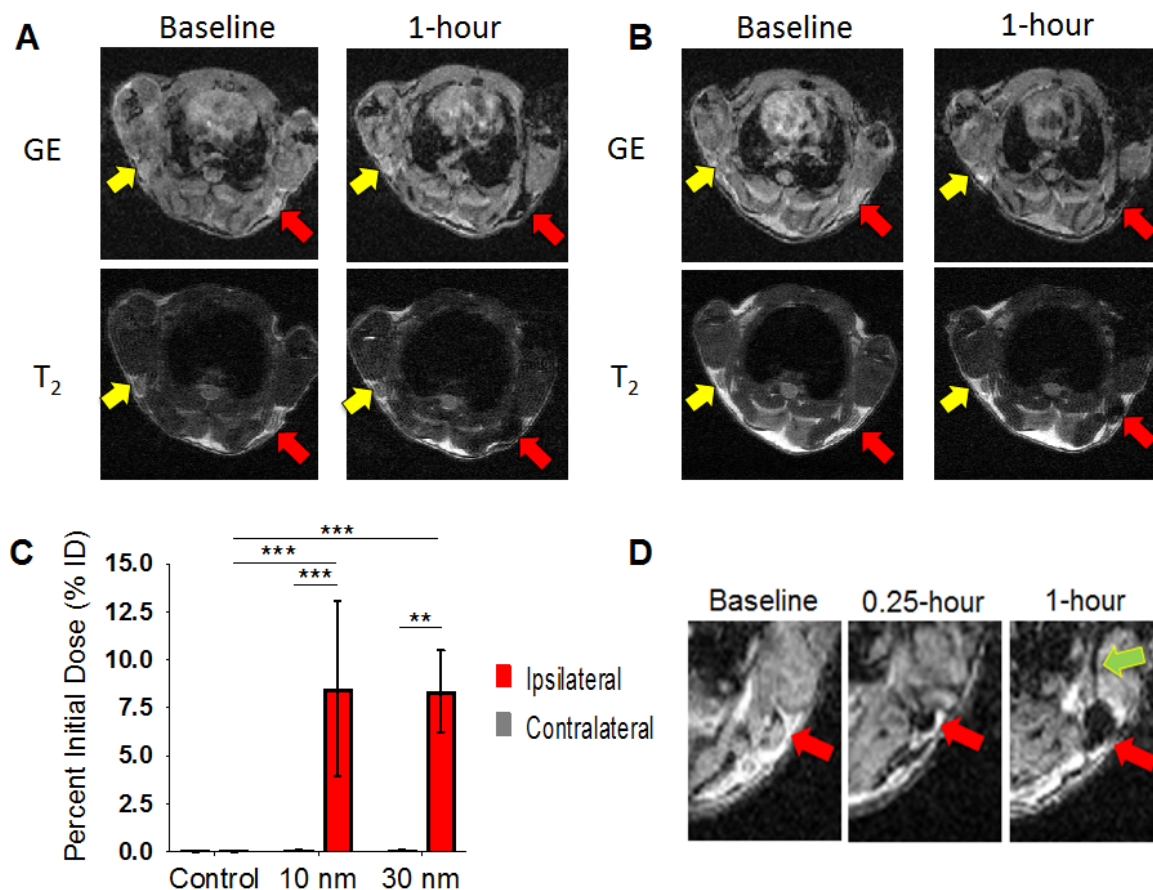 A
Baseline
1-hour
GE
T2
B
Baseline
1-hour
GE
T2
C
Percent Initial Dose (% ID)
15.0
12.5
10.0
7.5
5.0
2.5
0.0
***
***
***
**
Control
10 nm
30 nm
Ipsilateral
Contralateral
D
Baseline
0.25-hour
1-hour